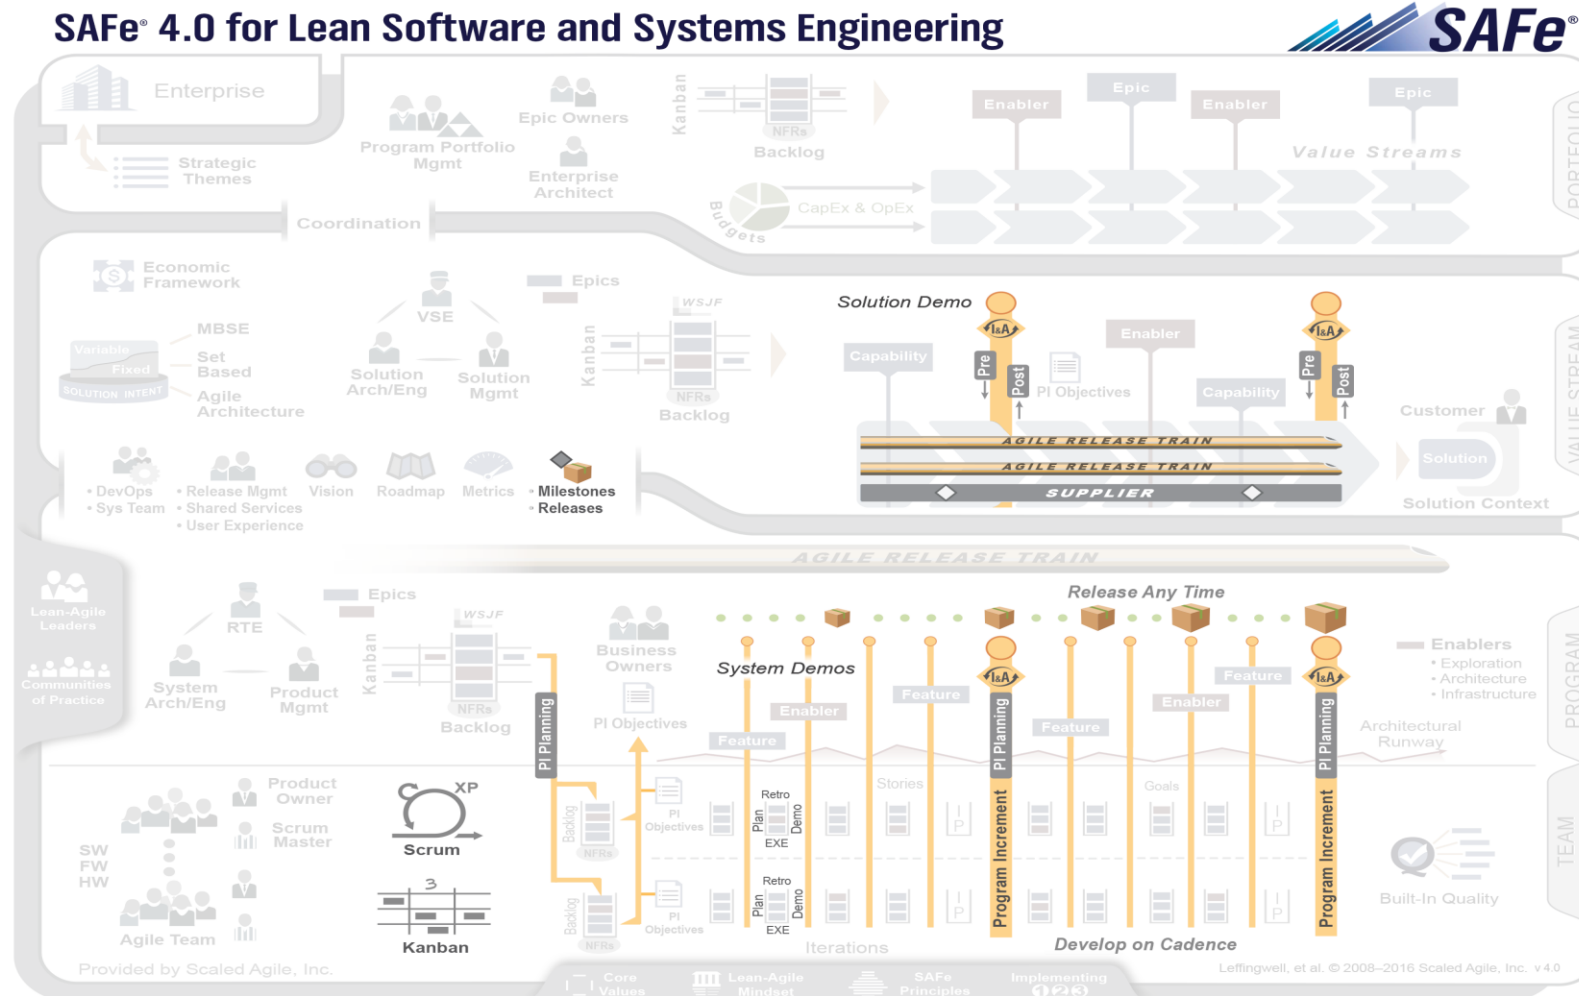 SAFe® 4.0 for Lean Software and Systems Engineering
SAFe®
Enterprise
Strategic
Themes
Program Portfolio
Mgmt
Epic Owners
Enterprise
Architect
Kanban
NFRs
Backlog
Enabler
Epic
Enabler
Epic
Value Streams
Budgets
CapEx & OpEx
PORTFOLIO
Coordination
Economic
Framework
MBSE
Set
Based
Agile
Architecture
Variable
Fixed
SOLUTION INTENT
VSE
Solution
Arch/Eng
Solution
Mgmt
Epics
Kanban
WSJF
NFRs
Backlog
Solution Demo
I&A
I&A
Capability
Pre
Post
PI Objectives
Enabler
Capability
Pre
Post
AGILE RELEASE TRAIN
AGILE RELEASE TRAIN
SUPPLIER
Customer
Solution
Solution Context
VALUE STREAM
• DevOps
• Sys Team
• Release Mgmt
• Shared Services
• User Experience
Vision
Roadmap
Metrics
• Milestones
• Releases
AGILE RELEASE TRAIN
Lean-Agile
Leaders
Communities
of Practice
RTE
System
Arch/Eng
Product
Mgmt
Epics
Kanban
WSJF
NFRs
Backlog
PI Planning
Business
Owners
PI Objectives
Release Any Time
System Demos
Feature
Enabler
Feature
I&A
PI Planning
Feature
Enabler
Feature
I&A
PI Planning
Enablers
• Exploration
• Architecture
• Infrastructure
Architectural
Runway
PROGRAM
Product
Owner
Scrum
Master
SW
FW
HW
Agile Team
XP
Scrum
3
Kanban
Backlog
NFRs
PI
Objectives
Retro
Plan
Demo
EXE
Stories
I
P
Program Increment
Goals
I
P
Program Increment
Backlog
NFRs
PI
Objectives
Retro
Plan
Demo
EXE
I
P
I
P
Built-In Quality
TEAM
Iterations
Develop on Cadence
Provided by Scaled Agile, Inc.
Leffingwell, et al. © 2008–2016 Scaled Agile, Inc. v 4.0
Core
Values
Lean-Agile
Mindset
SAFe
Principles
Implementing
1 2 3